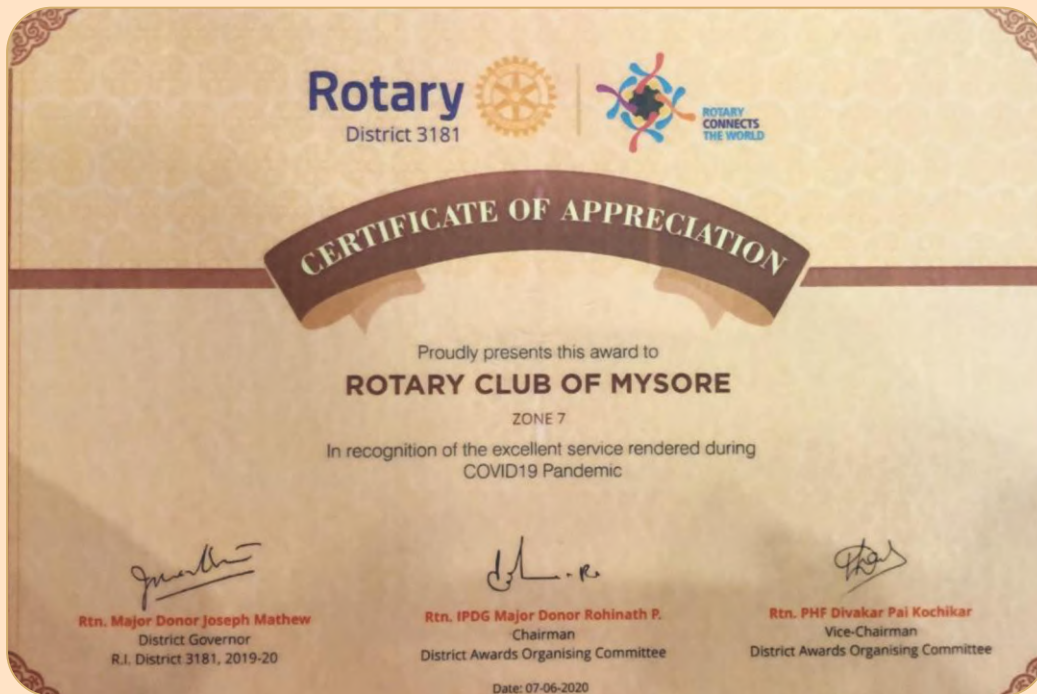 Rotary
District 3181
ROTARY
CONNECTS
THE WORLD
CERTIFICATE OF APPRECIATION
Proudly presents this award to
ROTARY CLUB OF MYSORE
ZONE 7
In recognition of the excellent service rendered during
COVID19 Pandemic
Rtn. Major Donor Joseph Mathew
District Governor
R.I. District 3181, 2019-20
Rtn. IPDG Major Donor Rohinath P.
Chairman
District Awards Organising Committee
Rtn. PHF Divakar Pai Kochikar
Vice-Chairman
District Awards Organising Committee
Date: 07-06-2020